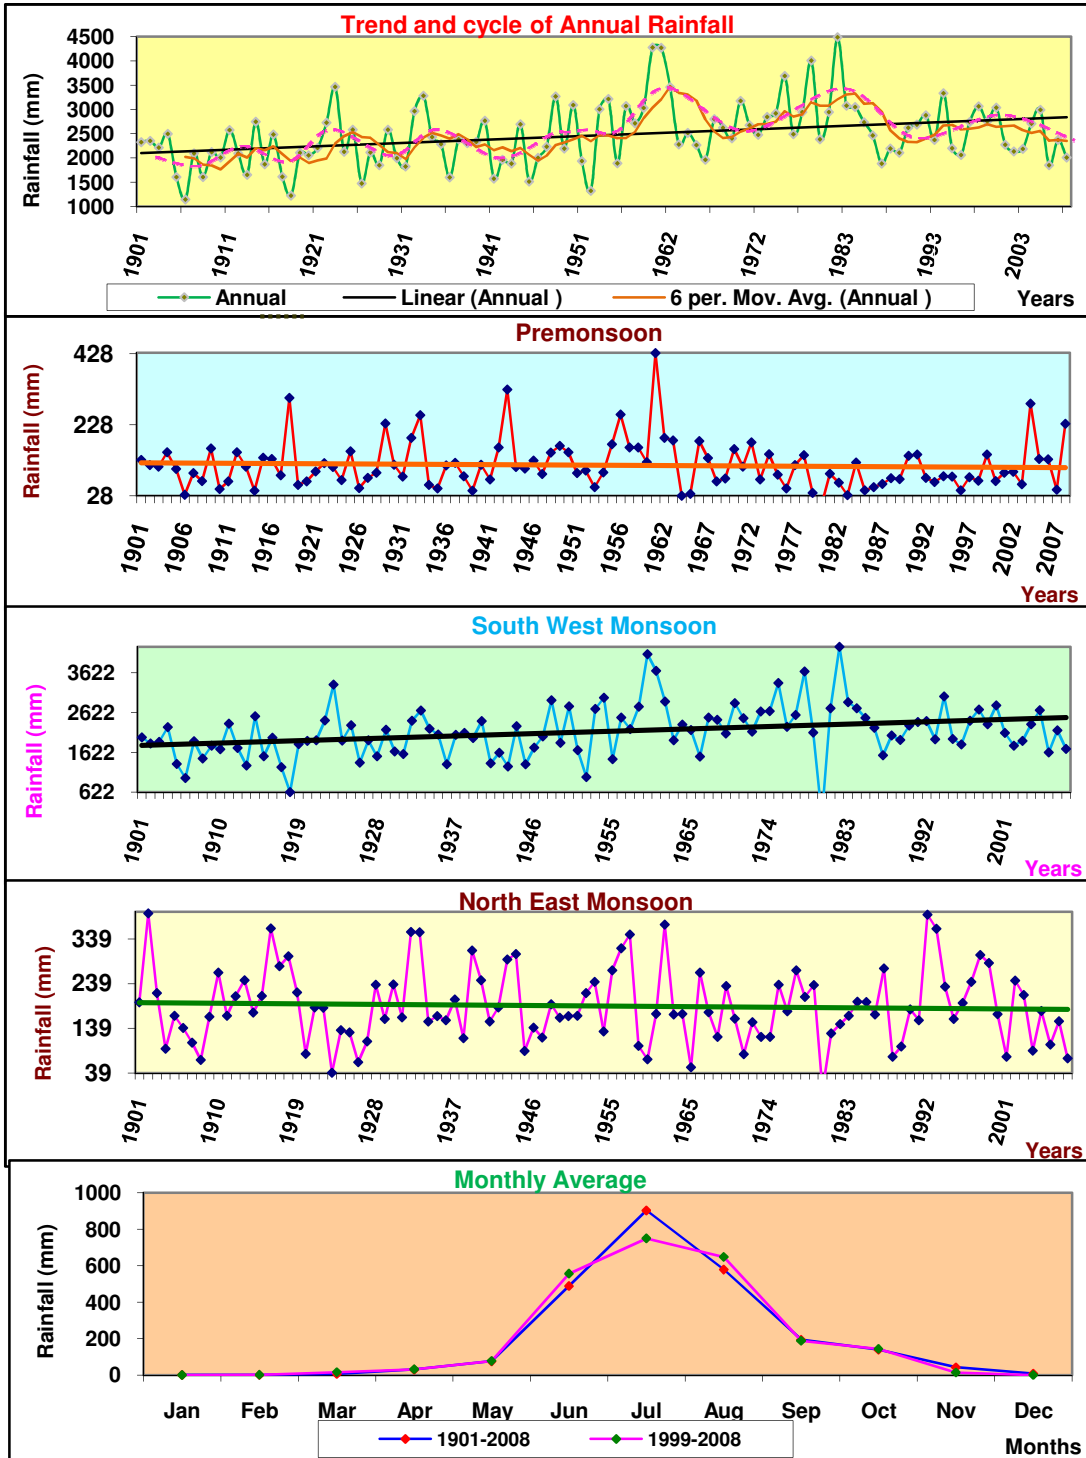 Trend and cycle of Annual Rainfall
4500
4000
3500
3000
2500
2000
1500
1000
Rainfall (mm)
1901 1911 1921 1931 1941 1951 1962 1972 1983 1993 2003
Annual Linear (Annual ) 6 per. Mov. Avg. (Annual ) Years
Premonsoon
428
228
28
Rainfall (mm)
1901 1906 1911 1916 1921 1926 1931 1936 1941 1946 1951 1956 1962 1967 1972 1977 1982 1987 1992 1997 2002 2007
Years
South West Monsoon
3622
2622
1622
622
Rainfall (mm)
1901 1910 1919 1928 1937 1946 1955 1965 1974 1983 1992 2001
Years
North East Monsoon
339
239
139
39
Rainfall (mm)
1901 1910 1919 1928 1937 1946 1955 1965 1974 1983 1992 2001
Years
Monthly Average
1000
800
600
400
200
0
Rainfall (mm)
Jan Feb Mar Apr May Jun Jul Aug Sep Oct Nov Dec
1901-2008 1999-2008 Months